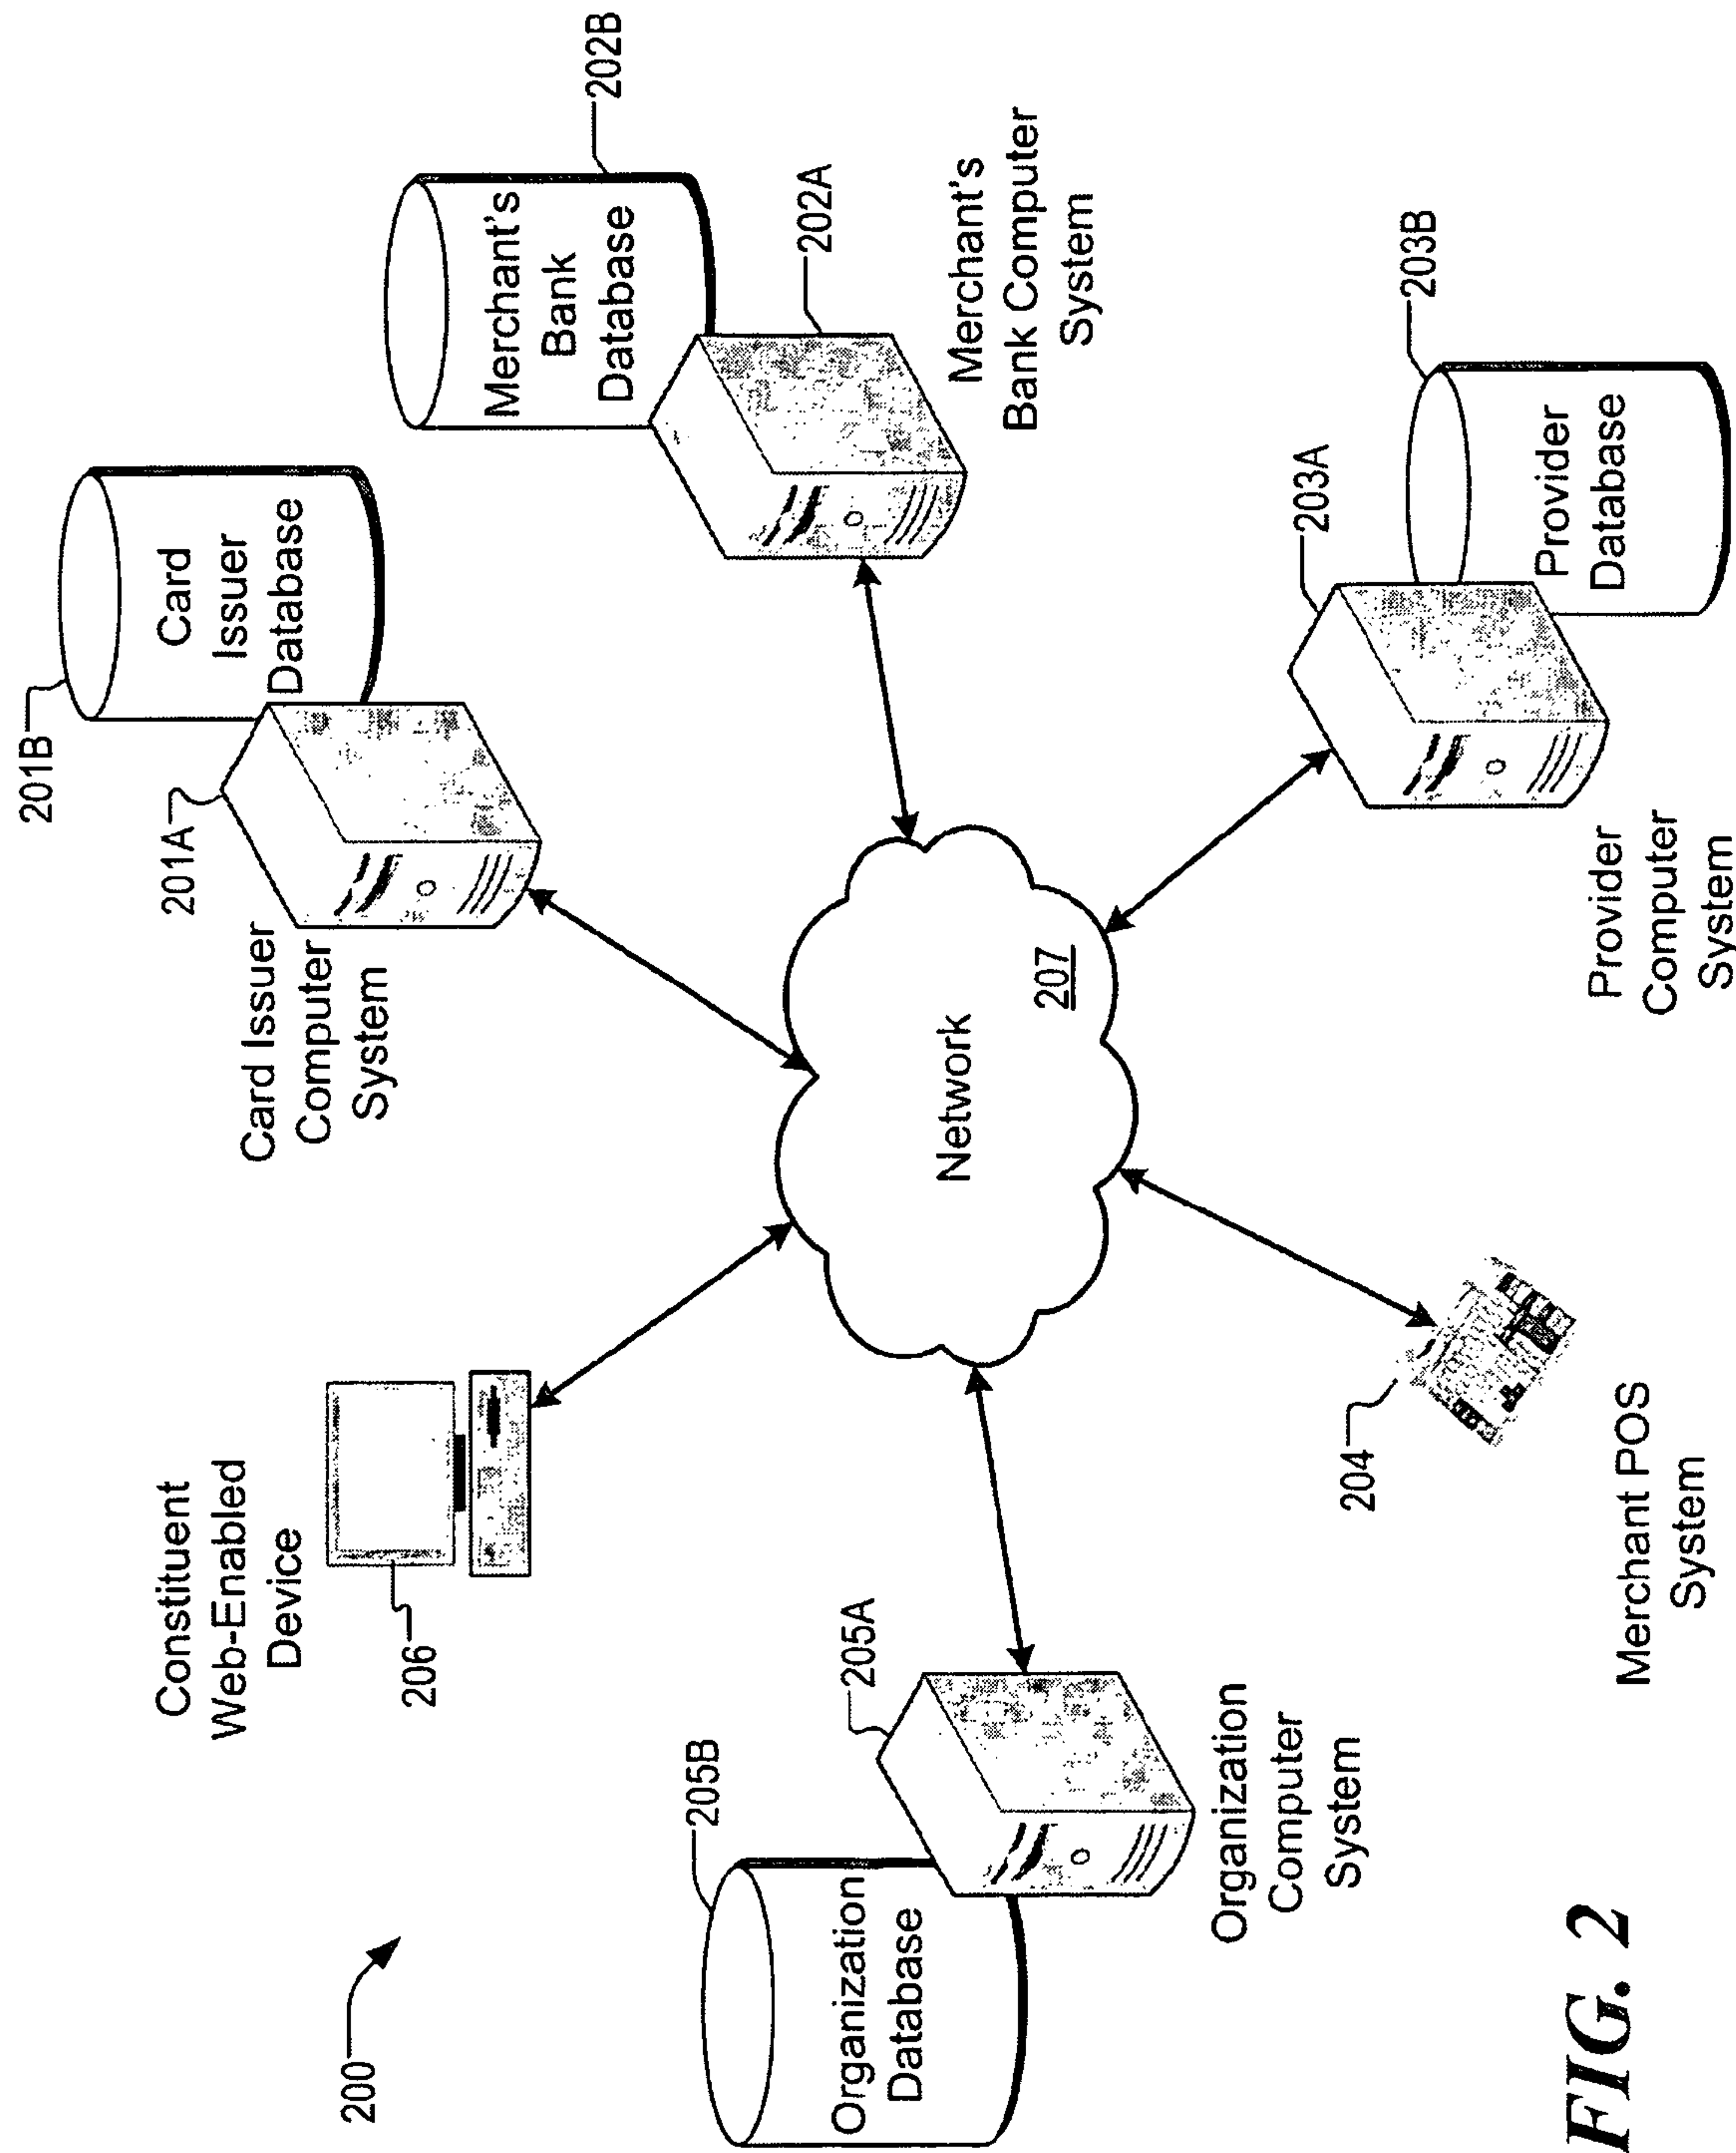 200
Constituent
Web-Enabled
Device
206
Card Issuer
Computer
System
201A
201B
Card
Issuer
Database
Merchant's
Bank
Database
202B
202A
Merchant's
Bank Computer
System
205B
Organization
Database
205A
Organization
Computer
System
Network
207
204
Merchant POS
System
203A
203B
Provider
Database
Provider
Computer
System
FIG. 2